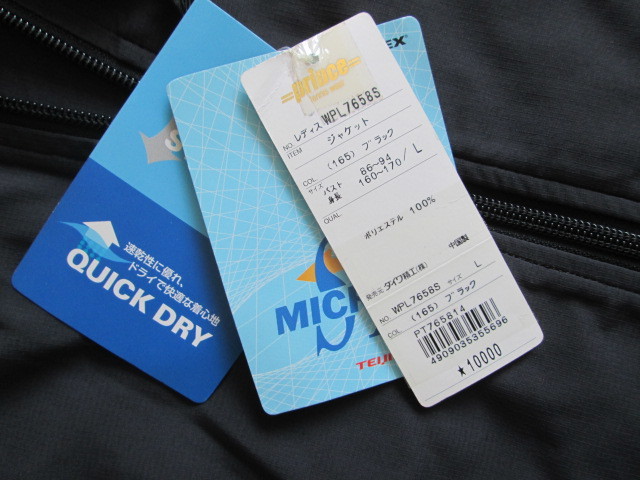 速乾性に優れ、
ドライで快適な着心地
QUICK DRY
MIC
TEIJ
EX®
prince
NO. レディス WPL7658S
ITEM ジャケット
COL (165) ブラック
サイズ バスト 86~94 / L
身長 160~170
QUAL.
ポリエステル 100%
中国製
発売元 ダイワ精工(株)
NO. WPL7658S サイズ L
COL (165) ブラック
PT765814
4909035355696
★10000